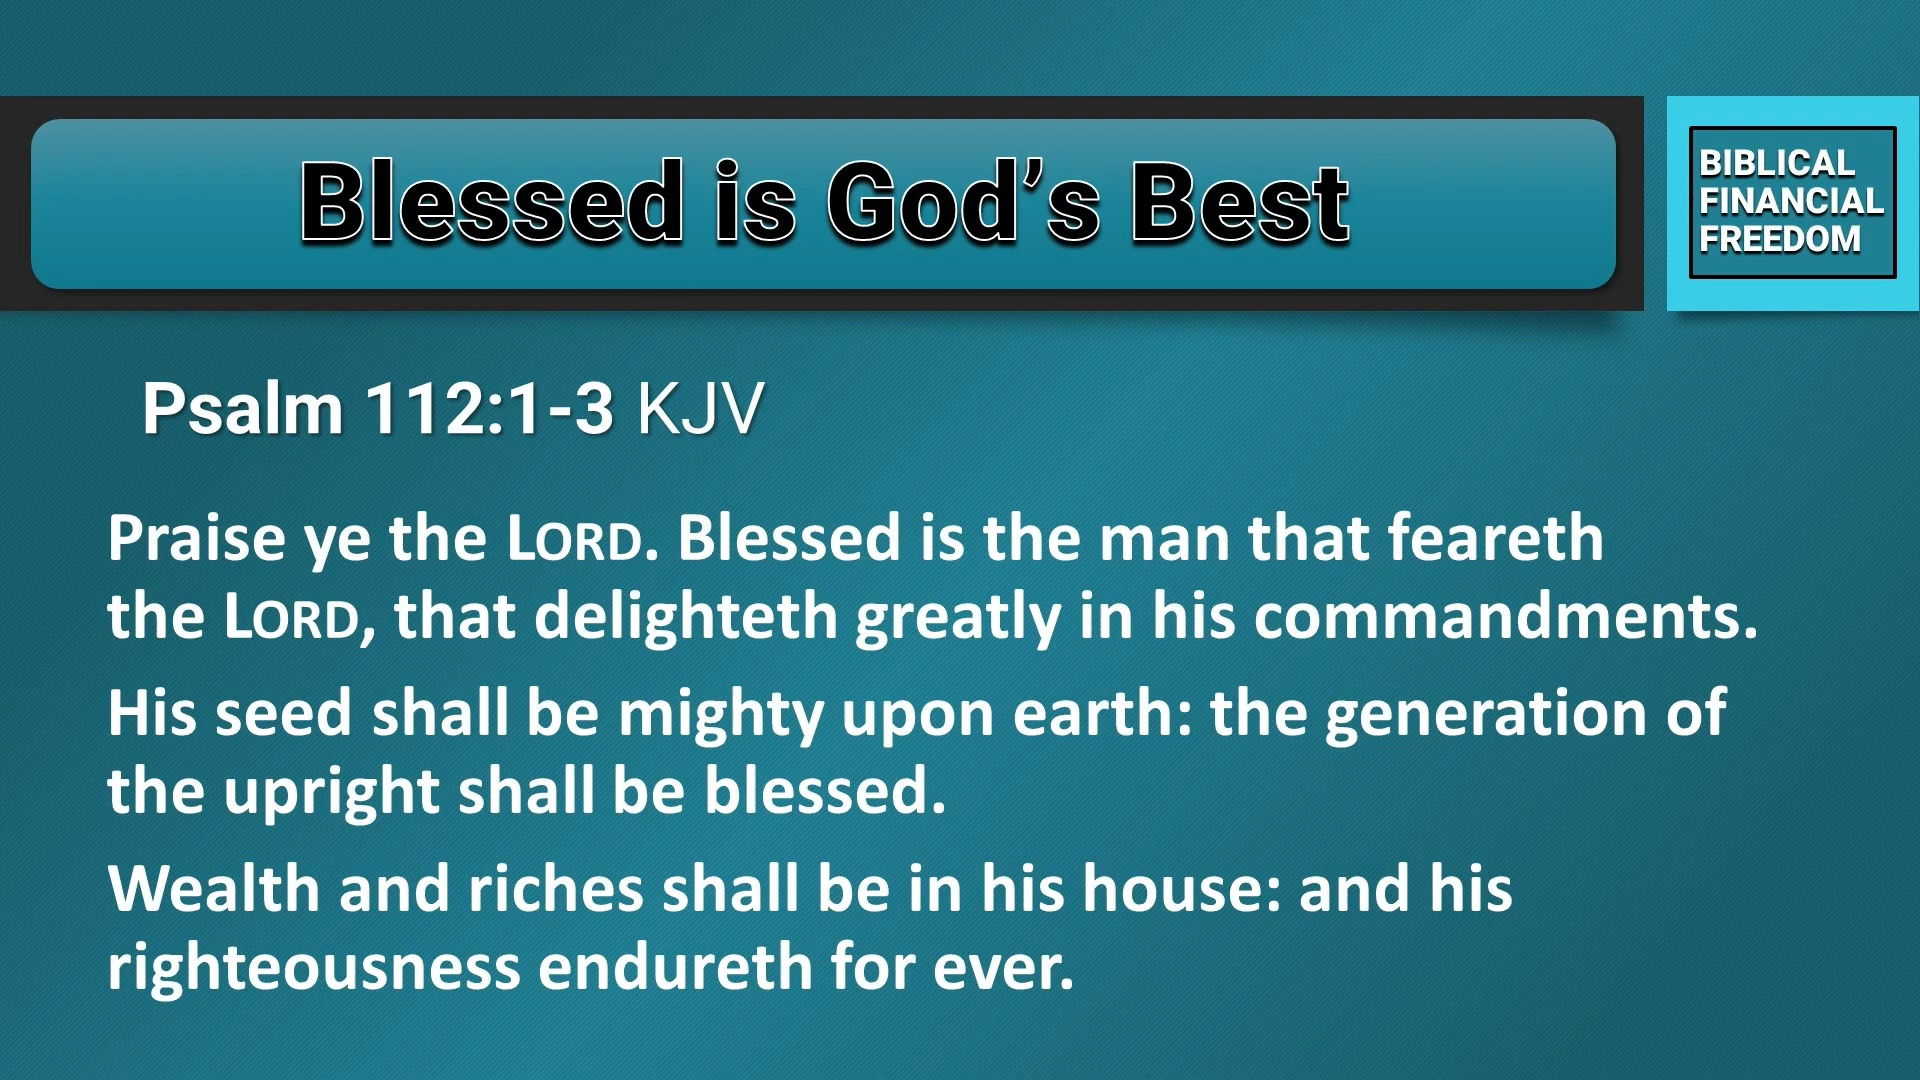 Blessed is God’s Best
BIBLICAL
FINANCIAL
FREEDOM
Psalm 112:1-3 KJV
Praise ye the LORD. Blessed is the man that feareth
the LORD, that delighteth greatly in his commandments.
His seed shall be mighty upon earth: the generation of
the upright shall be blessed.
Wealth and riches shall be in his house: and his
righteousness endureth for ever.